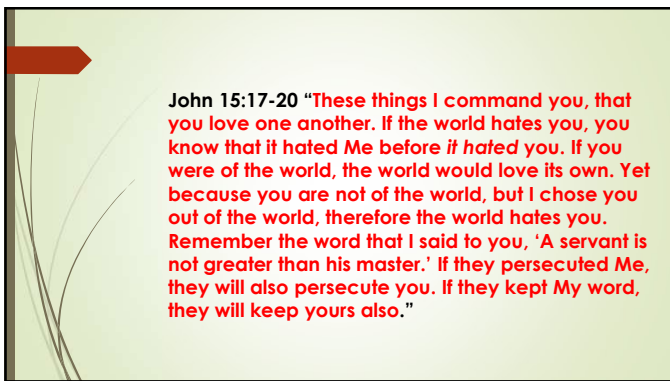 John 15:17-20 “These things I command you, that
you love one another. If the world hates you, you
know that it hated Me before it hated you. If you
were of the world, the world would love its own. Yet
because you are not of the world, but I chose you
out of the world, therefore the world hates you.
Remember the word that I said to you, ‘A servant is
not greater than his master.’ If they persecuted Me,
they will also persecute you. If they kept My word,
they will keep yours also.”